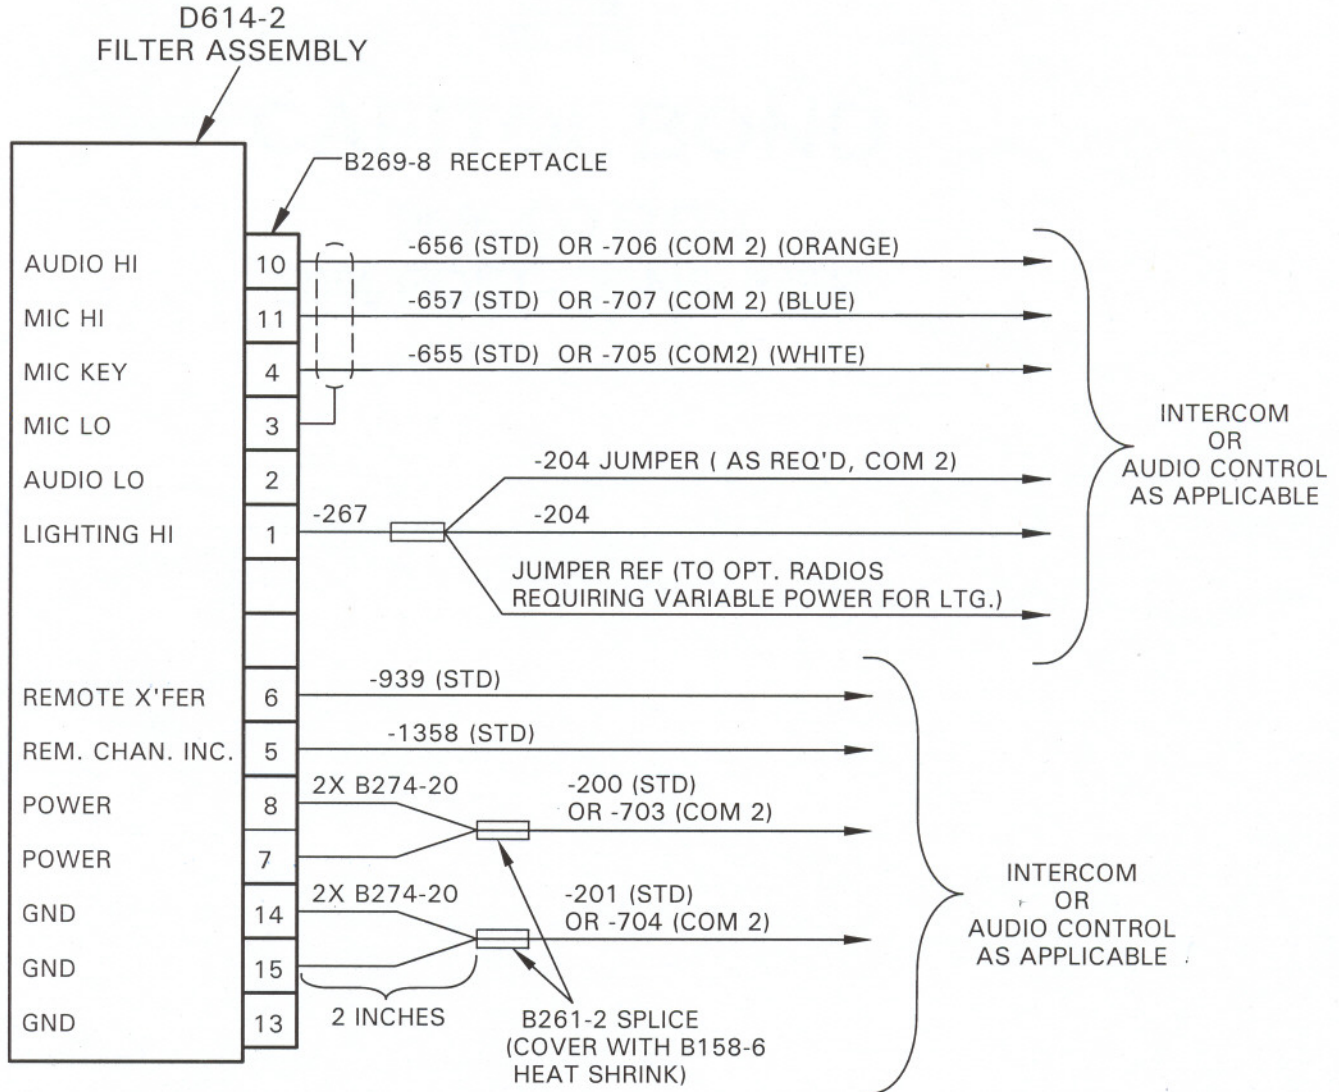 D614-2
FILTER ASSEMBLY
B269-8 RECEPTACLE
AUDIO HI 10 -656 (STD) OR -706 (COM 2) (ORANGE)
MIC HI 11 -657 (STD) OR -707 (COM 2) (BLUE)
MIC KEY 4 -655 (STD) OR -705 (COM2) (WHITE)
MIC LO 3
AUDIO LO 2 -204 JUMPER ( AS REQ'D, COM 2)
LIGHTING HI 1 -267 -204
JUMPER REF (TO OPT. RADIOS
REQUIRING VARIABLE POWER FOR LTG.)
INTERCOM
OR
AUDIO CONTROL
AS APPLICABLE
REMOTE X'FER 6 -939 (STD)
REM. CHAN. INC. 5 -1358 (STD)
POWER 8 2X B274-20 -200 (STD)
OR -703 (COM 2)
POWER 7
GND 14 2X B274-20 -201 (STD)
OR -704 (COM 2)
GND 15
GND 13
2 INCHES
B261-2 SPLICE
(COVER WITH B158-6
HEAT SHRINK)
INTERCOM
OR
AUDIO CONTROL
AS APPLICABLE